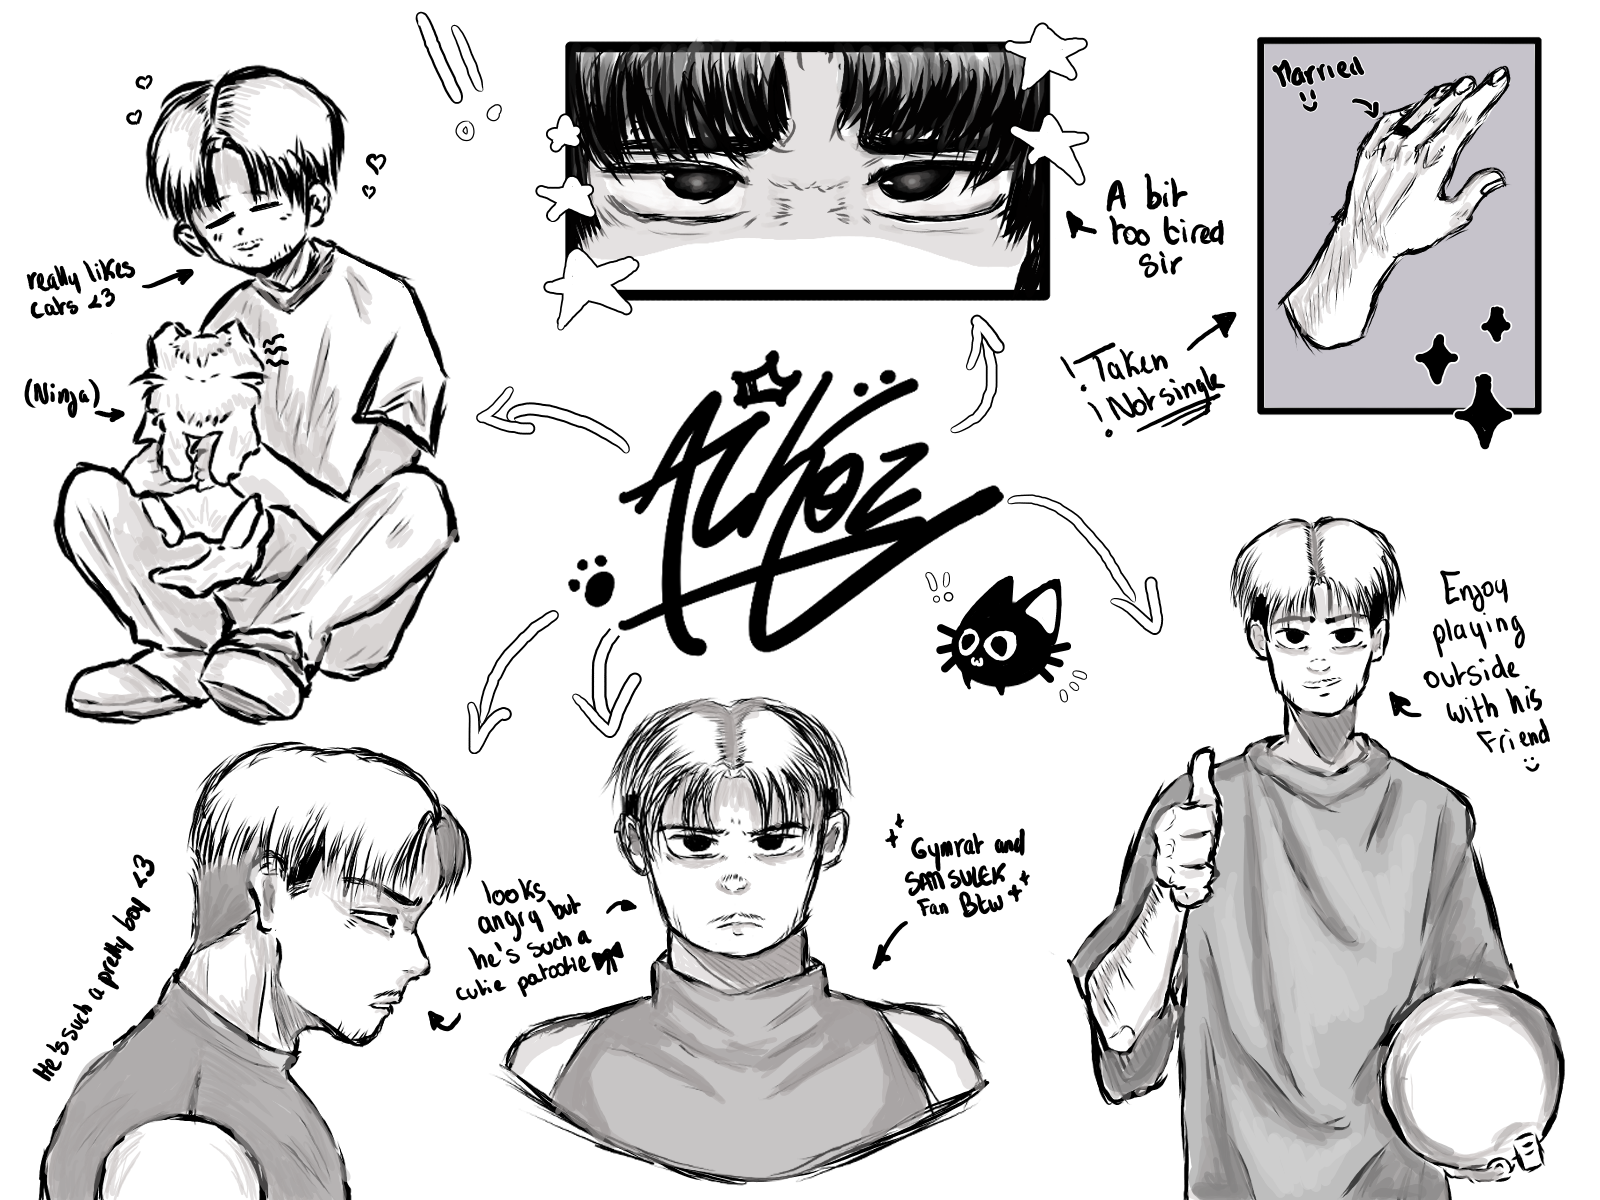 Married
:)
really likes
cats <3
A bit
too tired
Sir
(Ninja)
! Taken
! Not single
Enjoy
playing
outside
with his
Friend
:)
He's such a pretty boy <3
looks
angry but
he's such a
cutie patootie
Gymrat and
SAM SULEK
Fan Btw